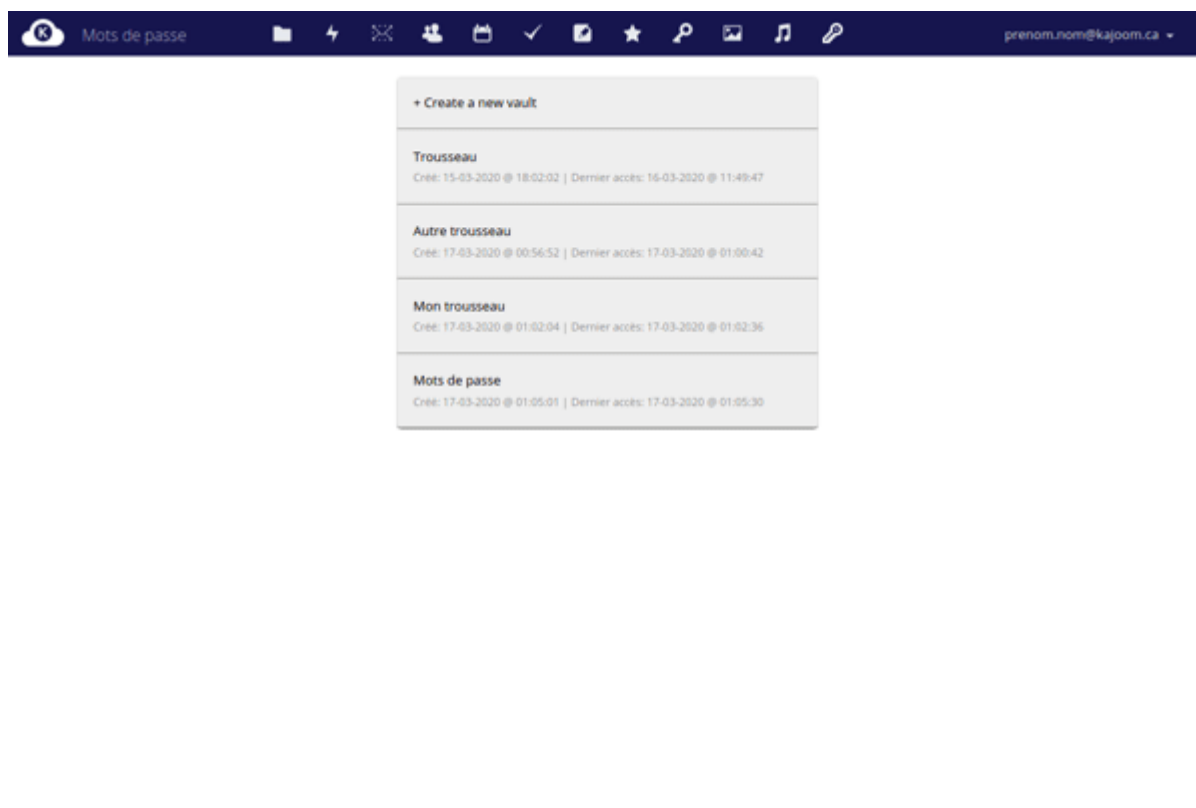 K
Mots de passe
prenom.nom@kajoom.ca
+ Create a new vault
Trousseau
Créé: 15-03-2020 @ 18:02:02 | Dernier accès: 16-03-2020 @ 11:49:47
Autre trousseau
Créé: 17-03-2020 @ 00:56:52 | Dernier accès: 17-03-2020 @ 01:00:42
Mon trousseau
Créé: 17-03-2020 @ 01:02:04 | Dernier accès: 17-03-2020 @ 01:02:36
Mots de passe
Créé: 17-03-2020 @ 01:05:01 | Dernier accès: 17-03-2020 @ 01:05:30